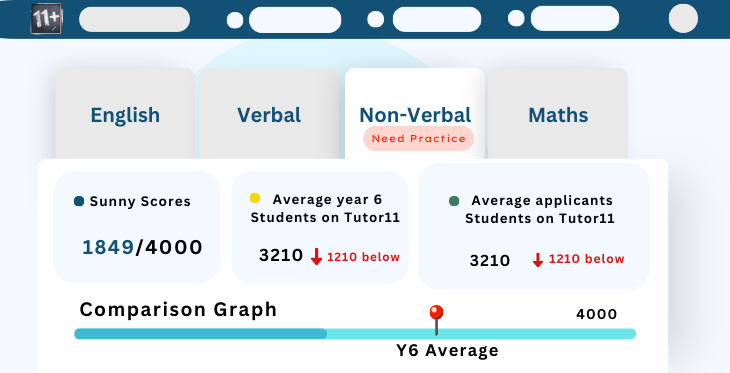 11+
English
Verbal
Non-Verbal
Maths
Need Practice
Sunny Scores
1849/4000
Average year 6
Students on Tutor11
3210
1210 below
Average applicants
Students on Tutor11
3210
1210 below
Comparison Graph
4000
Y6 Average